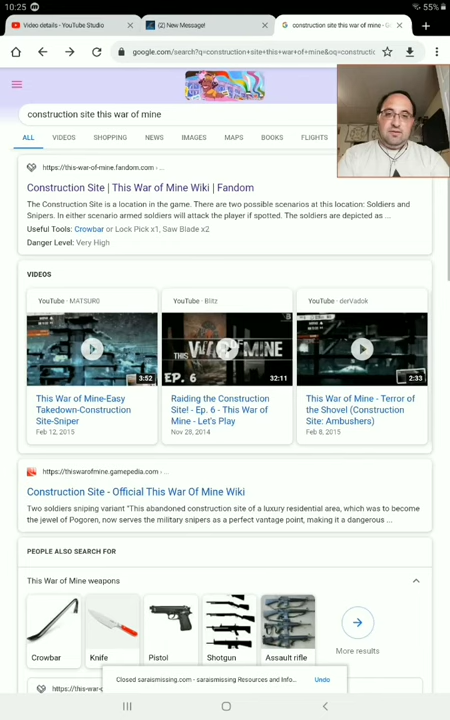 10:25
55%
Video details - YouTube Studio
(2) New Message!
construction site this war of mine - G
google.com/search?q=construction+site+this+war+of+mine&oq=constructic
construction site this war of mine
ALL VIDEOS SHOPPING NEWS IMAGES MAPS BOOKS FLIGHTS
https://this-war-of-mine.fandom.com › ...
Construction Site | This War of Mine Wiki | Fandom
The Construction Site is a location in the game. There are two possible scenarios at this location: Soldiers and
Snipers. In either scenario armed soldiers will attack the player if spotted. The soldiers are depicted as ...
Useful Tools: Crowbar or Lock Pick x1, Saw Blade x2
Danger Level: Very High
VIDEOS
YouTube · MATSUR0
3:52
This War of Mine-Easy
Takedown-Construction
Site-Sniper
Feb 12, 2015
YouTube · Blitz
THIS WAR OF MINE
EP. 6
32:11
Raiding the Construction
Site! - Ep. 6 - This War of
Mine - Let's Play
Nov 28, 2014
YouTube · derVadok
2:33
This War of Mine - Terror of
the Shovel (Construction
Site: Ambushers)
Feb 8, 2015
https://thiswarofmine.gamepedia.com › ...
Construction Site - Official This War Of Mine Wiki
Two soldiers sniping variant "This abandoned construction site of a luxury residential area, which was to become
the jewel of Pogoren, now serves the military snipers as a perfect vantage point, making it a dangerous ...
PEOPLE ALSO SEARCH FOR
This War of Mine weapons
Crowbar
Knife
Pistol
Shotgun
Assault rifle
More results
https://this-war-c
Closed saraismissing.com - saraismissing Resources and Info... Undo